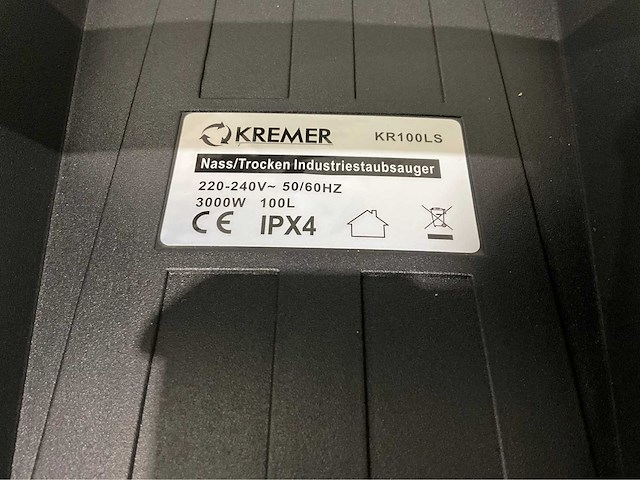 KREMER KR100LS
Nass/Trocken Industriestaubsauger
220-240V~ 50/60HZ
3000W 100L
CE IPX4